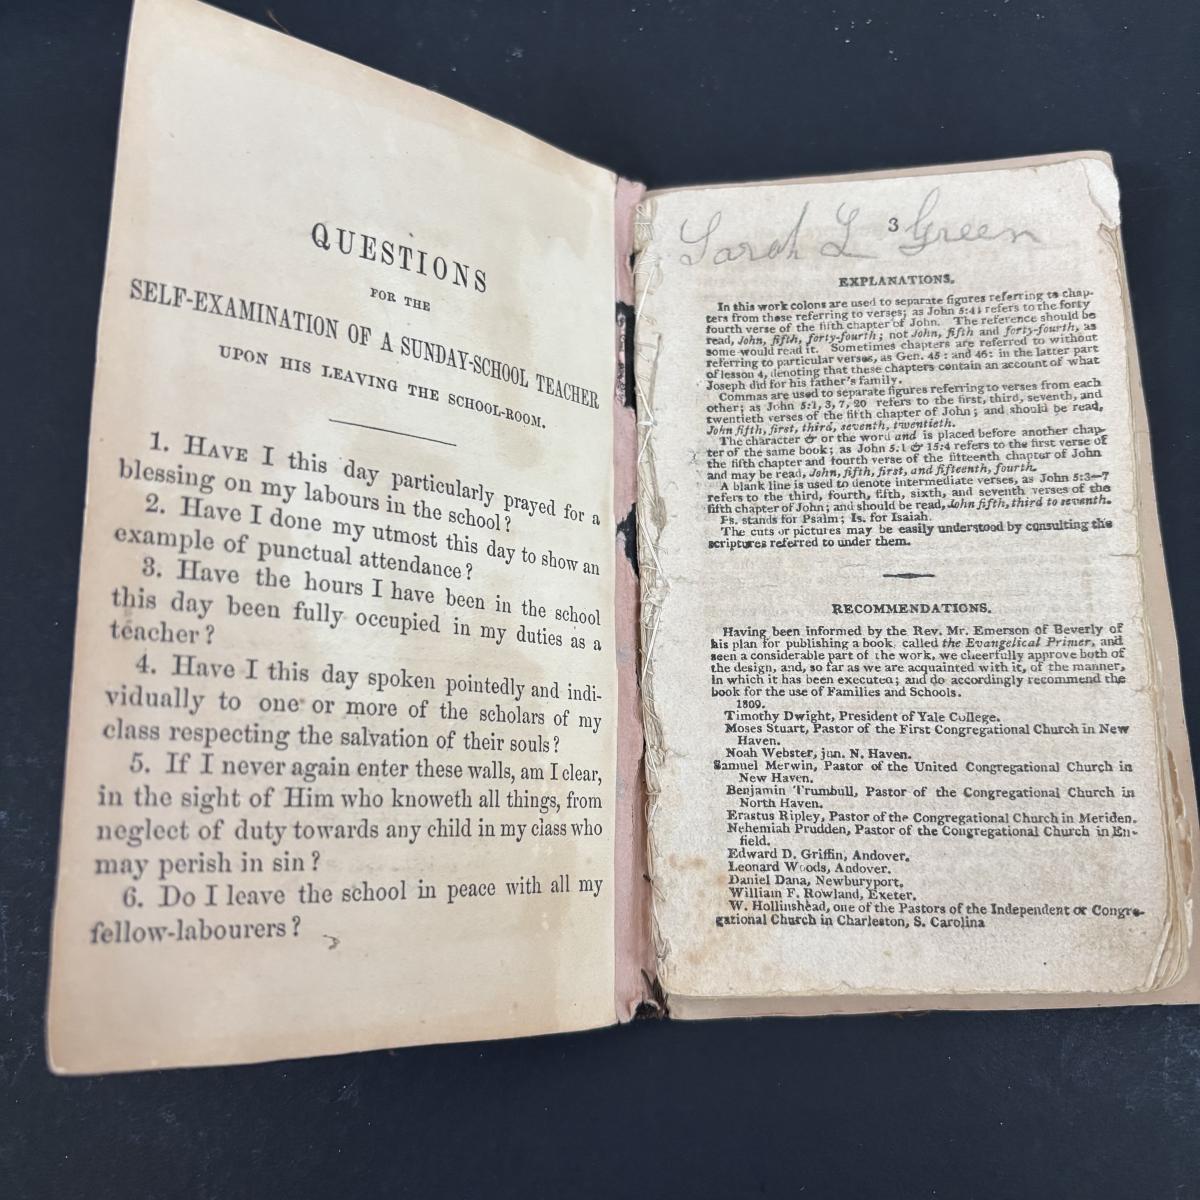 QUESTIONS
FOR THE
SELF-EXAMINATION OF A SUNDAY-SCHOOL TEACHER
UPON HIS LEAVING THE SCHOOL-ROOM.
1. HAVE I this day particularly prayed for a
blessing on my labours in the school?
2. Have I done my utmost this day to show an
example of punctual attendance?
3. Have the hours I have been in the school
this day been fully occupied in my duties as a
teacher?
4. Have I this day spoken pointedly and indi-
vidually to one or more of the scholars of my
class respecting the salvation of their souls?
5. If I never again enter these walls, am I clear,
in the sight of Him who knoweth all things, from
neglect of duty towards any child in my class who
may perish in sin?
6. Do I leave the school in peace with all my
fellow-labourers?
Sarah L Green
3
EXPLANATIONS.
In this work colons are used to separate figures referring to chap-
ters from those referring to verses; as John 5:41 refers to the forty
fourth verse of the fifth chapter of John. The reference should be
read, John, fifth, forty-fourth; not John, fifth and forty-fourth, as
some would read it. Sometimes chapters are referred to without
referring to particular verses, as Gen. 45: and 46: in the latter part
of lesson 4, denoting that these chapters contain an account of what
Joseph did for his father's family.
Commas are used to separate figures referring to verses from each
other; as John 5:1, 3, 7, 20 refers to the first, third, seventh, and
twentieth verses of the fifth chapter of John; and should be read,
John fifth, first, third, seventh, twentieth.
The character & or the word and is placed before another chap-
ter of the same book; as John 5:1 & 15:4 refers to the first verse of
the fifth chapter and fourth verse of the fifteenth chapter of John
and may be read, John, fifth, first, and fifteenth, fourth.
A blank line is used to denote intermediate verses, as John 5:3—7
refers to the third, fourth, fifth, sixth, and seventh verses of the
fifth chapter of John; and should be read, John fifth, third to seventh.
Ps. stands for Psalm; Is. for Isaiah.
The cuts or pictures may be easily understood by consulting the
scriptures referred to under them.
RECOMMENDATIONS.
Having been informed by the Rev. Mr. Emerson of Beverly of
his plan for publishing a book, called the Evangelical Primer, and
seen a considerable part of the work, we cheerfully approve both of
the design, and, so far as we are acquainted with it, of the manner,
in which it has been executed; and do accordingly recommend the
book for the use of Families and Schools.
1809.
Timothy Dwight, President of Yale College.
Moses Stuart, Pastor of the First Congregational Church in New
Haven.
Noah Webster, jun. N. Haven.
Samuel Merwin, Pastor of the United Congregational Church in
New Haven.
Benjamin Trumbull, Pastor of the Congregational Church in
North Haven.
Erastus Ripley, Pastor of the Congregational Church in Meriden.
Nehemiah Prudden, Pastor of the Congregational Church in En-
field.
Edward D. Griffin, Andover.
Leonard Woods, Andover.
Daniel Dana, Newburyport,
William F. Rowland, Exeter.
W. Hollinshead, one of the Pastors of the Independent or Congre-
gational Church in Charleston, S. Carolina